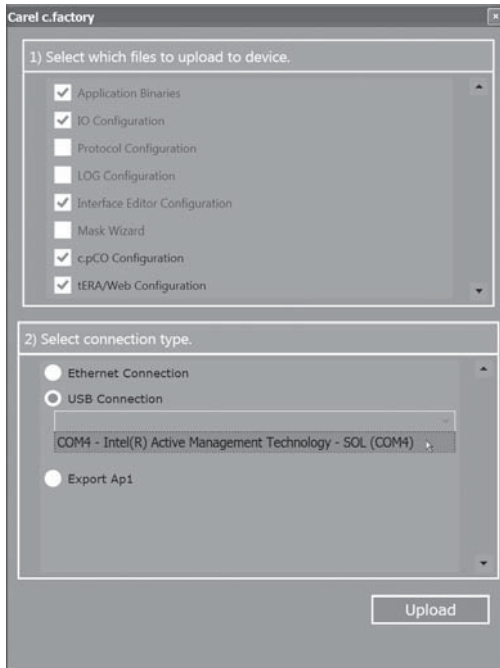 Carel c.factory
1) Select which files to upload to device.
Application Binaries
IO Configuration
Protocol Configuration
LOG Configuration
Interface Editor Configuration
Mask Wizard
c.pCO Configuration
tERA/Web Configuration
2) Select connection type.
Ethernet Connection
USB Connection
COM4 - Intel(R) Active Management Technology - SOL (COM4)
Export Ap1
Upload